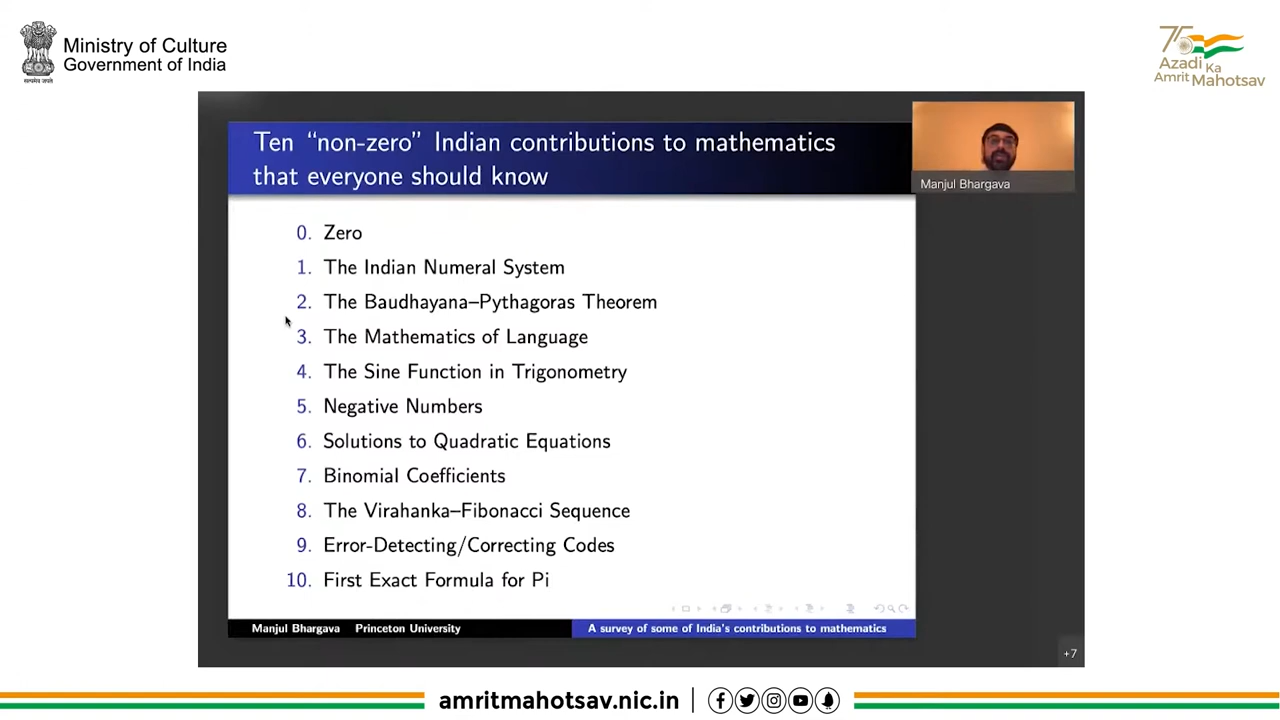 Ministry of Culture
Government of India
75
Azadi Ka
Amrit Mahotsav
Ten “non-zero” Indian contributions to mathematics
that everyone should know
Manjul Bhargava
0. Zero
1. The Indian Numeral System
2. The Baudhayana–Pythagoras Theorem
3. The Mathematics of Language
4. The Sine Function in Trigonometry
5. Negative Numbers
6. Solutions to Quadratic Equations
7. Binomial Coefficients
8. The Virahanka–Fibonacci Sequence
9. Error-Detecting/Correcting Codes
10. First Exact Formula for Pi
Manjul Bhargava Princeton University
A survey of some of India's contributions to mathematics
+7
amritmahotsav.nic.in